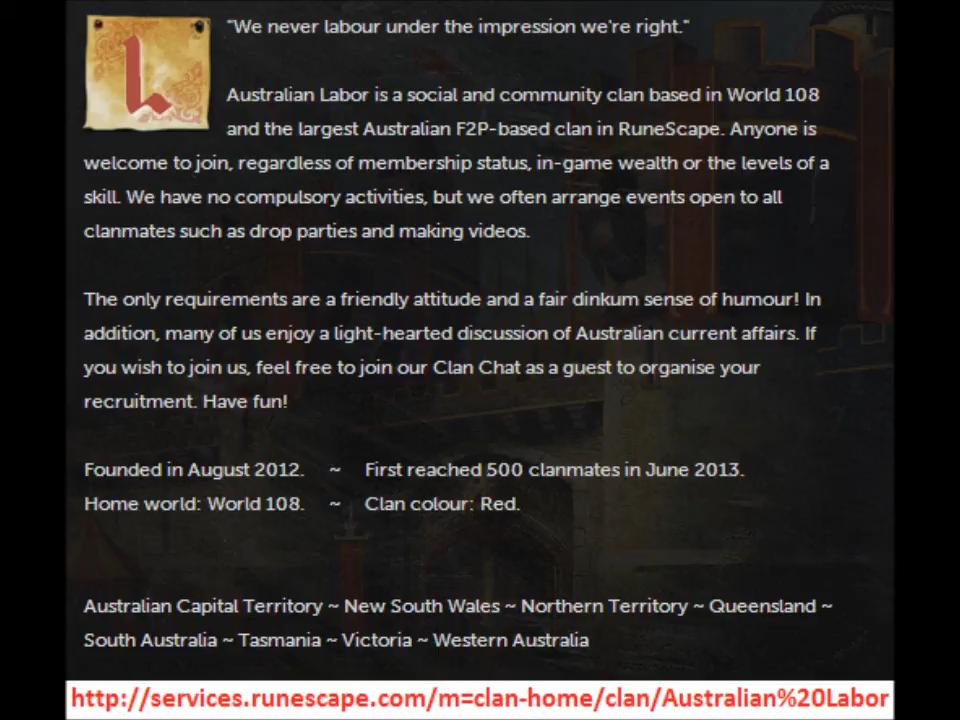 "We never labour under the impression we're right."
Australian Labor is a social and community clan based in World 108
and the largest Australian F2P-based clan in RuneScape. Anyone is
welcome to join, regardless of membership status, in-game wealth or the levels of a
skill. We have no compulsory activities, but we often arrange events open to all
clanmates such as drop parties and making videos.
The only requirements are a friendly attitude and a fair dinkum sense of humour! In
addition, many of us enjoy a light-hearted discussion of Australian current affairs. If
you wish to join us, feel free to join our Clan Chat as a guest to organise your
recruitment. Have fun!
Founded in August 2012. ~ First reached 500 clanmates in June 2013.
Home world: World 108. ~ Clan colour: Red.
Australian Capital Territory ~ New South Wales ~ Northern Territory ~ Queensland ~
South Australia ~ Tasmania ~ Victoria ~ Western Australia
http://services.runescape.com/m=clan-home/clan/Australian%20Labor